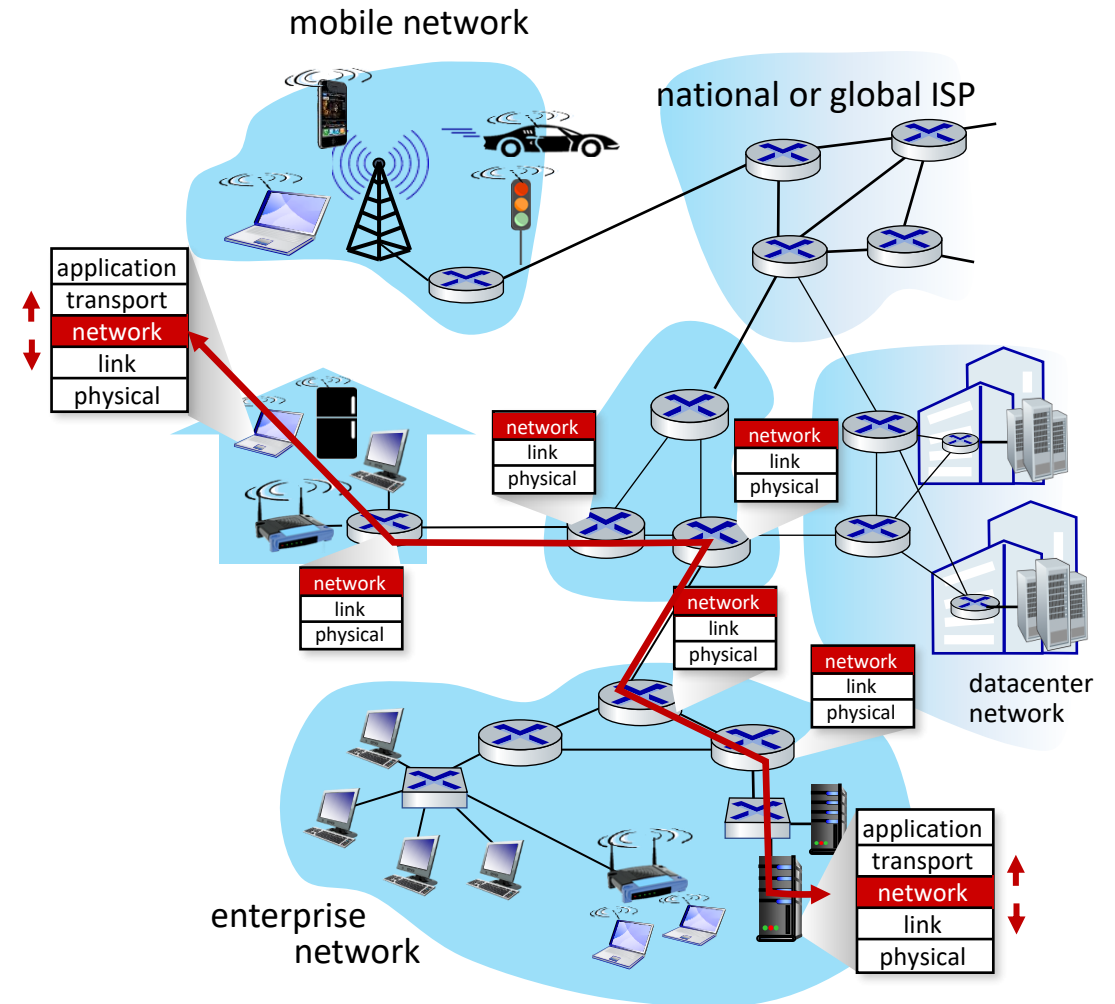 mobile network
national or global ISP
application
transport
network
link
physical
network
link
physical
network
link
physical
network
link
physical
network
link
physical
network
link
physical
datacenter
network
application
transport
network
link
physical
enterprise
network